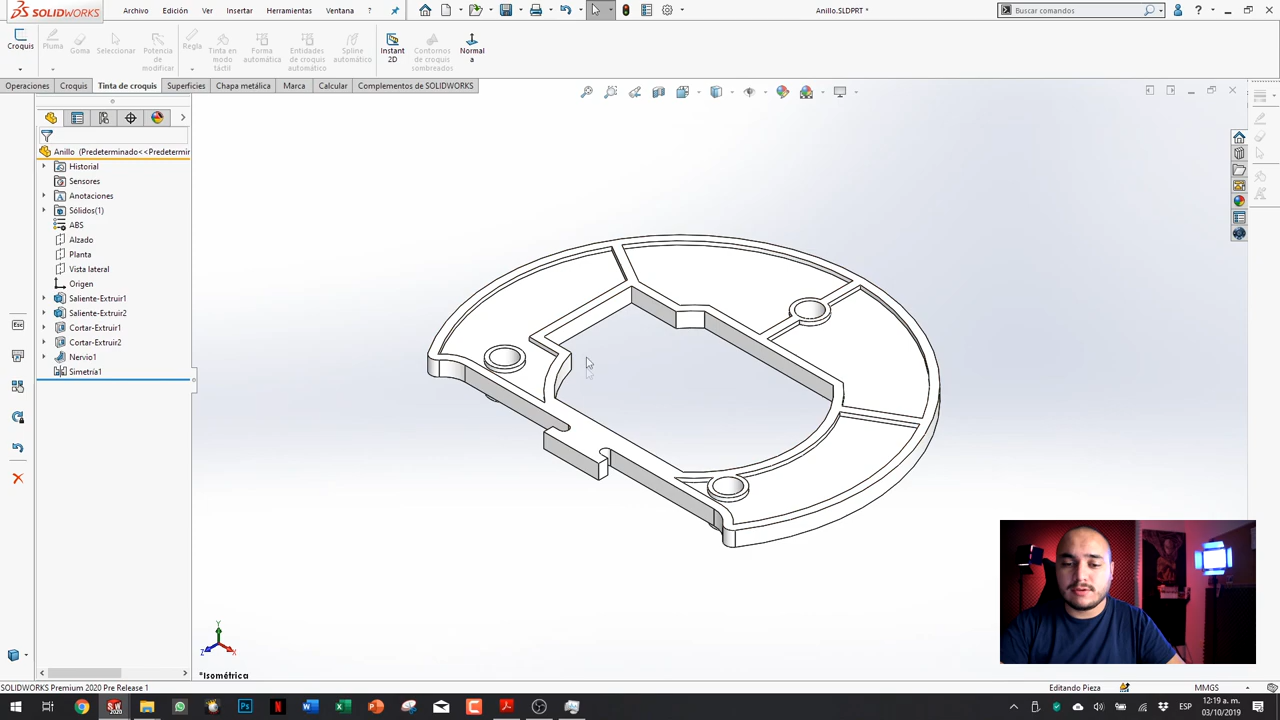 SOLIDWORKS
Archivo Edición Ver Insertar Herramientas Ventana
Anillo.SLDPRT *
Buscar comandos
Croquis
Pluma
Goma
Seleccionar
Potencia de modificar
Regla
Tinta en modo táctil
Forma automática
Entidades de croquis automático
Spline automático
Instant 2D
Contornos de croquis sombreados
Normal a
Operaciones Croquis Tinta de croquis Superficies Chapa metálica Marca Calcular Complementos de SOLIDWORKS
Anillo (Predeterminado<<Predetermin
Historial
Sensores
Anotaciones
Sólidos(1)
ABS
Alzado
Planta
Vista lateral
Origen
Saliente-Extruir1
Saliente-Extruir2
Cortar-Extruir1
Cortar-Extruir2
Nervio1
Simetría1
Esc
Y
Z X
*Isométrica
SOLIDWORKS Premium 2020 Pre Release 1
Editando Pieza
MMGS
ESP
12:19 a. m.
03/10/2019